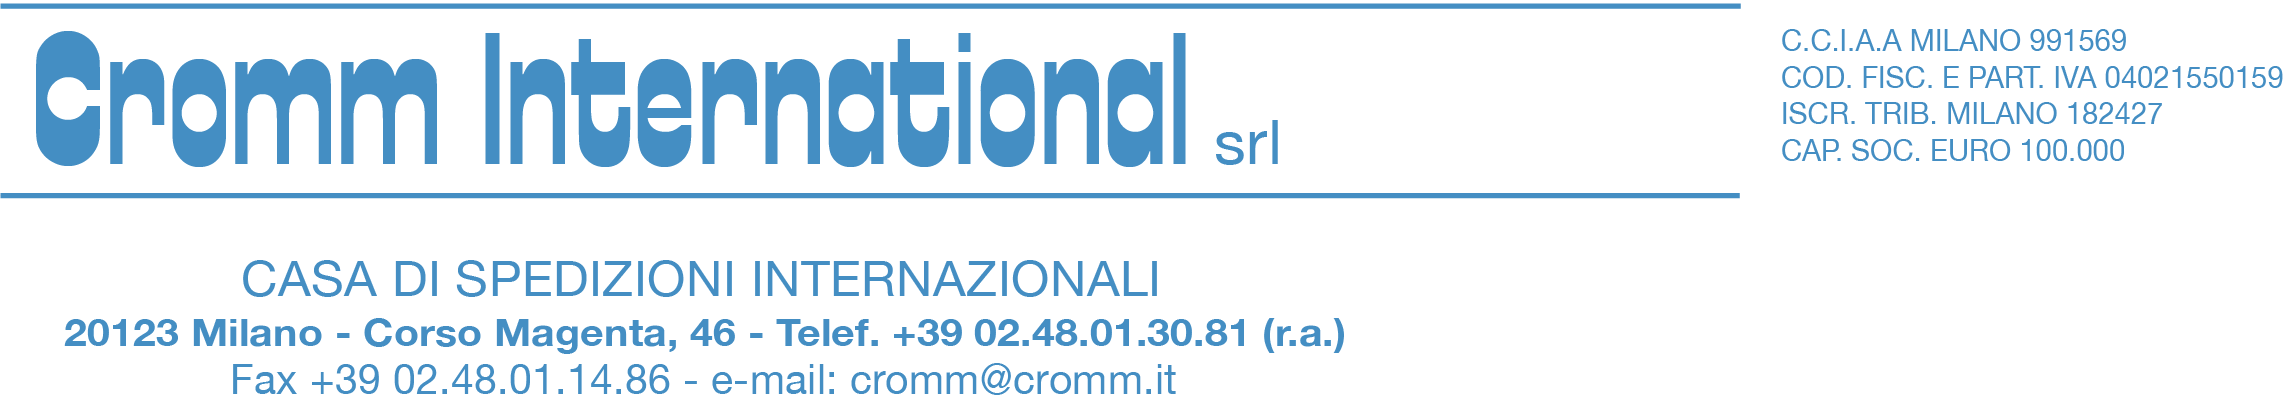 Cromm International srl
C.C.I.A.A MILANO 991569
COD. FISC. E PART. IVA 04021550159
ISCR. TRIB. MILANO 182427
CAP. SOC. EURO 100.000
CASA DI SPEDIZIONI INTERNAZIONALI
20123 Milano - Corso Magenta, 46 - Telef. +39 02.48.01.30.81 (r.a.)
Fax +39 02.48.01.14.86 - e-mail: cromm@cromm.it